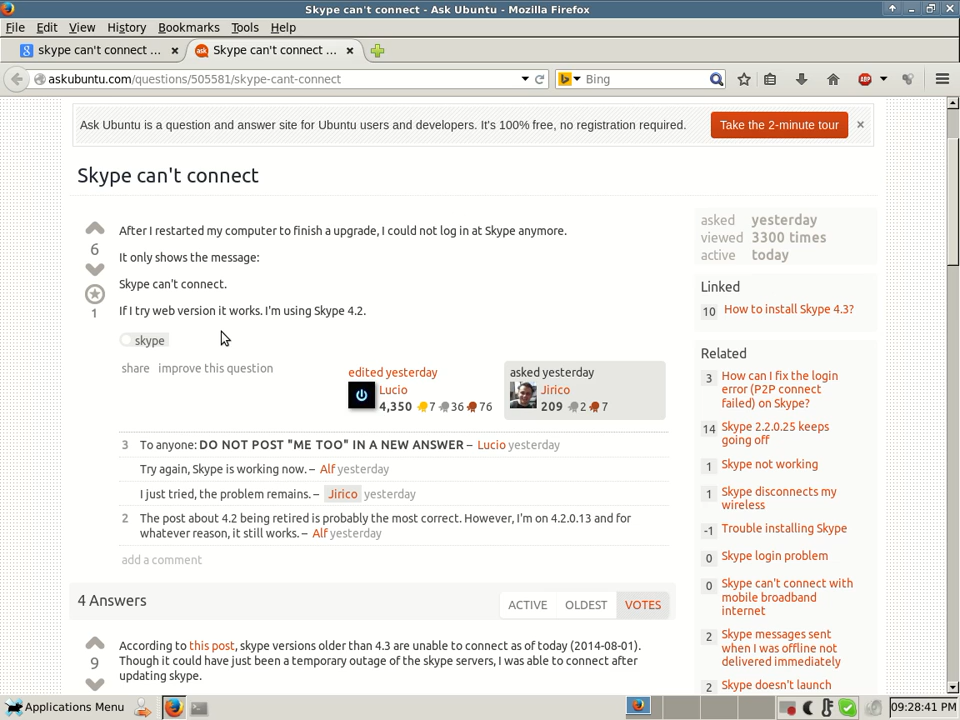 Skype can't connect - Ask Ubuntu - Mozilla Firefox
File Edit View History Bookmarks Tools Help
skype can't connect ... × Skype can't connect ... ×
askubuntu.com/questions/505581/skype-cant-connect
Bing
Ask Ubuntu is a question and answer site for Ubuntu users and developers. It's 100% free, no registration required.
Take the 2-minute tour ×
Skype can't connect
6
After I restarted my computer to finish a upgrade, I could not log in at Skype anymore.
It only shows the message:
Skype can't connect.
1
If I try web version it works. I'm using Skype 4.2.
skype
share improve this question
edited yesterday
Lucio
4,350 7 36 76
asked yesterday
Jirico
209 2 7
3 To anyone: DO NOT POST "ME TOO" IN A NEW ANSWER – Lucio yesterday
Try again, Skype is working now. – Alf yesterday
I just tried, the problem remains. – Jirico yesterday
2 The post about 4.2 being retired is probably the most correct. However, I'm on 4.2.0.13 and for
whatever reason, it still works. – Alf yesterday
add a comment
4 Answers
ACTIVE OLDEST VOTES
9
According to this post, skype versions older than 4.3 are unable to connect as of today (2014-08-01).
Though it could have just been a temporary outage of the skype servers, I was able to connect after
updating skype.
asked yesterday
viewed 3300 times
active today
Linked
10 How to install Skype 4.3?
Related
3 How can I fix the login
error (P2P connect
failed) on Skype?
14 Skype 2.2.0.25 keeps
going off
1 Skype not working
1 Skype disconnects my
wireless
-1 Trouble installing Skype
0 Skype login problem
0 Skype can't connect with
mobile broadband
internet
2 Skype messages sent
when I was offline not
delivered immediately
2 Skype doesn't launch
Applications Menu
09:28:41 PM